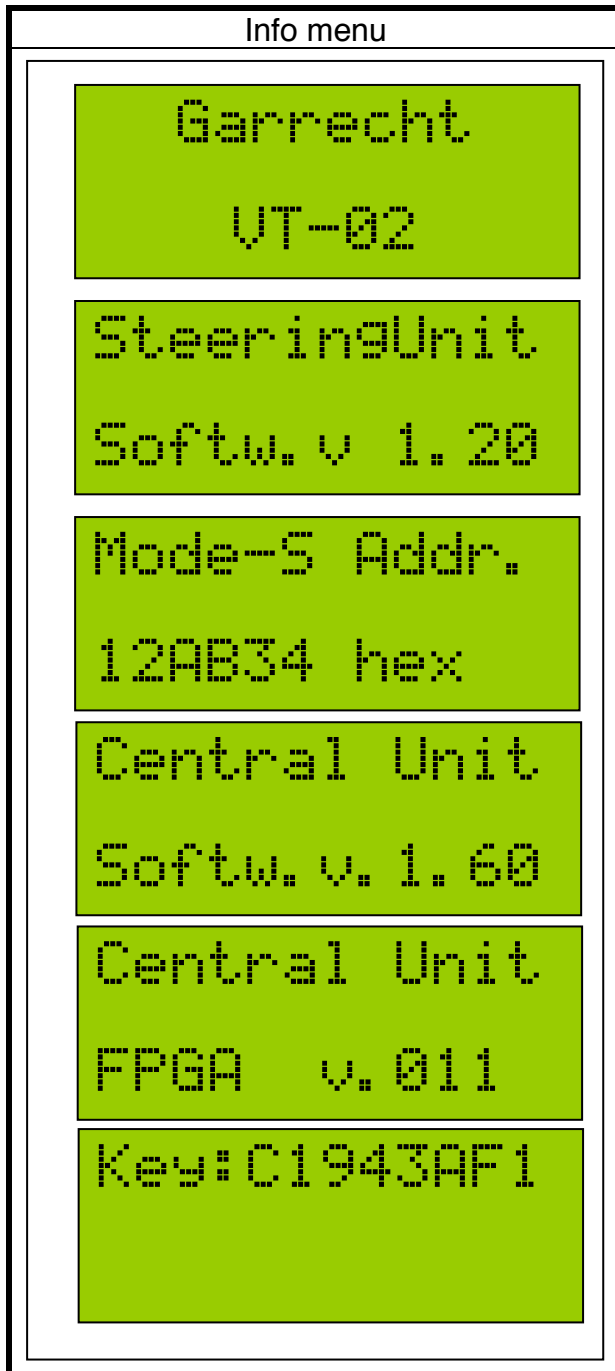 Info menu
Garrecht
VT-02
SteeringUnit
Softw.v 1.20
Mode-S Addr.
12AB34 hex
Central Unit
Softw.v.1.60
Central Unit
FPGA v.011
Key:C1943AF1